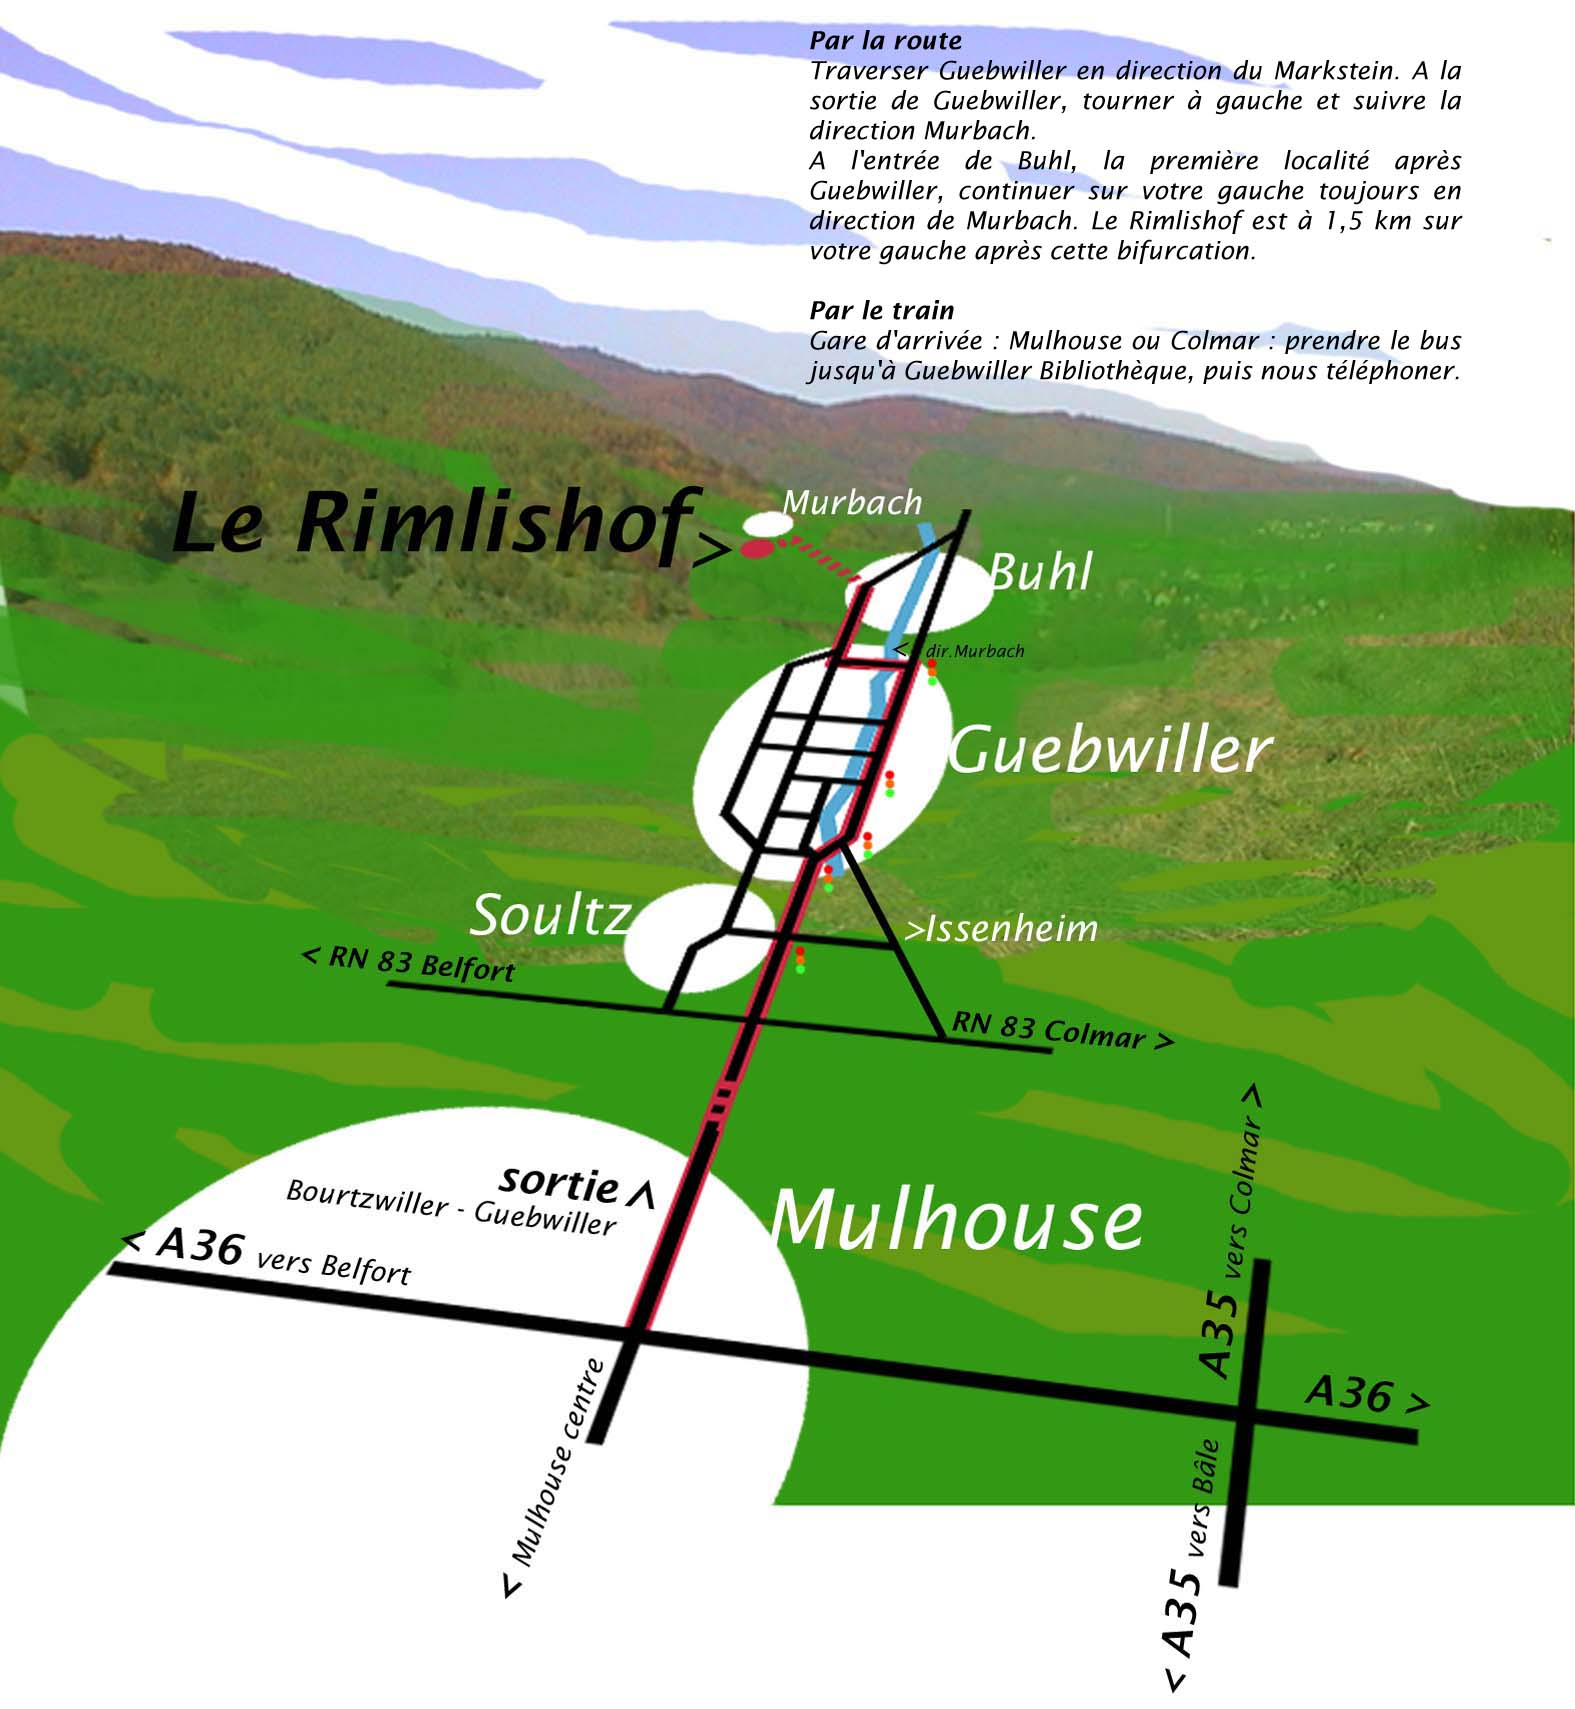 Par la route
Traverser Guebwiller en direction du Markstein. A la
sortie de Guebwiller, tourner à gauche et suivre la
direction Murbach.
A l'entrée de Buhl, la première localité après
Guebwiller, continuer sur votre gauche toujours en
direction de Murbach. Le Rimlishof est à 1,5 km sur
votre gauche après cette bifurcation.
Par le train
Gare d'arrivée : Mulhouse ou Colmar : prendre le bus
jusqu'à Guebwiller Bibliothèque, puis nous téléphoner.
Murbach
Le Rimlishof >
Buhl
< dir.Murbach
Guebwiller
Soultz
>Issenheim
< RN 83 Belfort
RN 83 Colmar >
sortie >
Bourtzwiller - Guebwiller
Mulhouse
A35 vers Colmar >
< A36 vers Belfort
A36 >
< Mulhouse centre
< A35 vers Bâle